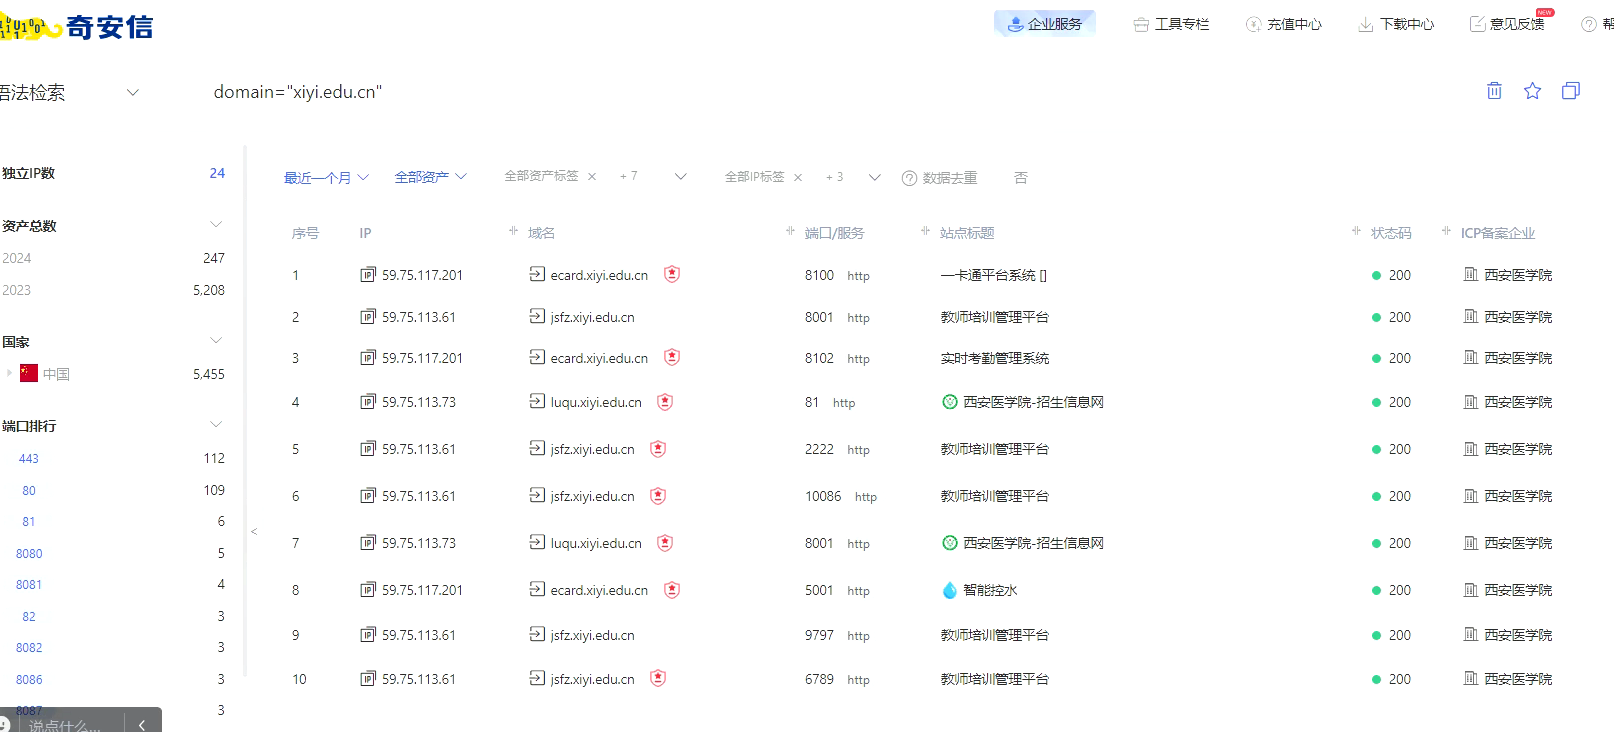 奇安信
企业服务 工具专栏 充值中心 下载中心 意见反馈 NEW
语法检索 domain="xiyi.edu.cn"
独立IP数 24
最近一个月 全部资产 全部资产标签 × + 7 全部IP标签 × + 3 数据去重 否
资产总数
2024 247
2023 5,208
国家
中国 5,455
端口排行
443 112
80 109
81 6
8080 5
8081 4
82 3
8082 3
8086 3
8087 3
说点什么...
序号 IP 域名 端口/服务 站点标题 状态码 ICP备案企业
1 59.75.117.201 ecard.xiyi.edu.cn 8100 http 一卡通平台系统 [] 200 西安医学院
2 59.75.113.61 jsfz.xiyi.edu.cn 8001 http 教师培训管理平台 200 西安医学院
3 59.75.117.201 ecard.xiyi.edu.cn 8102 http 实时考勤管理系统 200 西安医学院
4 59.75.113.73 luqu.xiyi.edu.cn 81 http 西安医学院-招生信息网 200 西安医学院
5 59.75.113.61 jsfz.xiyi.edu.cn 2222 http 教师培训管理平台 200 西安医学院
6 59.75.113.61 jsfz.xiyi.edu.cn 10086 http 教师培训管理平台 200 西安医学院
7 59.75.113.73 luqu.xiyi.edu.cn 8001 http 西安医学院-招生信息网 200 西安医学院
8 59.75.117.201 ecard.xiyi.edu.cn 5001 http 智能控水 200 西安医学院
9 59.75.113.61 jsfz.xiyi.edu.cn 9797 http 教师培训管理平台 200 西安医学院
10 59.75.113.61 jsfz.xiyi.edu.cn 6789 http 教师培训管理平台 200 西安医学院